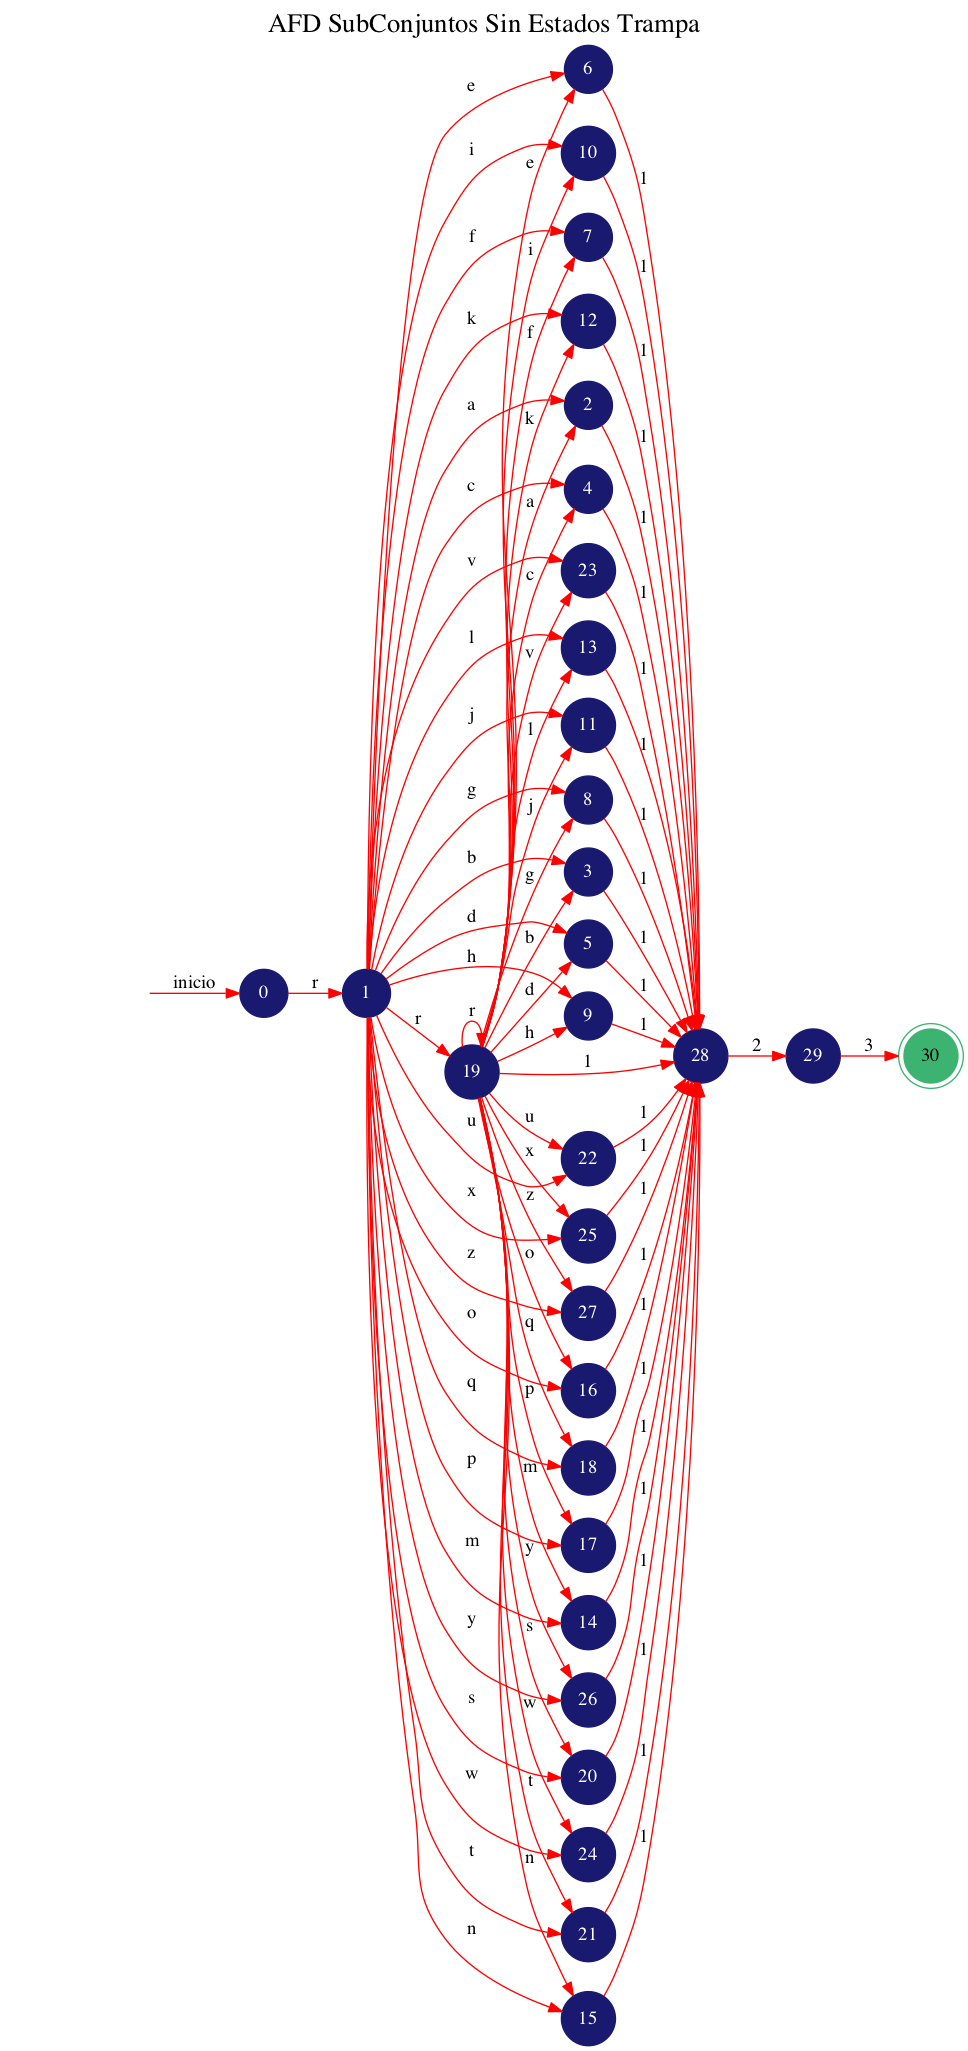 AFD SubConjuntos Sin Estados Trampa
6
e
i
10
e
1
f
7
i
1
k
12
f
1
a
2
k
1
c
4
a
1
v
23
c
1
l
13
v
1
j
11
l
1
g
8
j
1
b
3
g
1
d
b
1
5
h
inicio
r
1
d
0
1
r
9
r
1
h
2
3
28
29
30
1
19
1
u
u
x
1
22
1
x
z
25
z
o
1
1
o
27
q
1
q
p
16
1
p
m
18
1
m
17
y
1
y
14
s
1
s
26
w
1
w
20
t
1
t
24
n
n
21
15